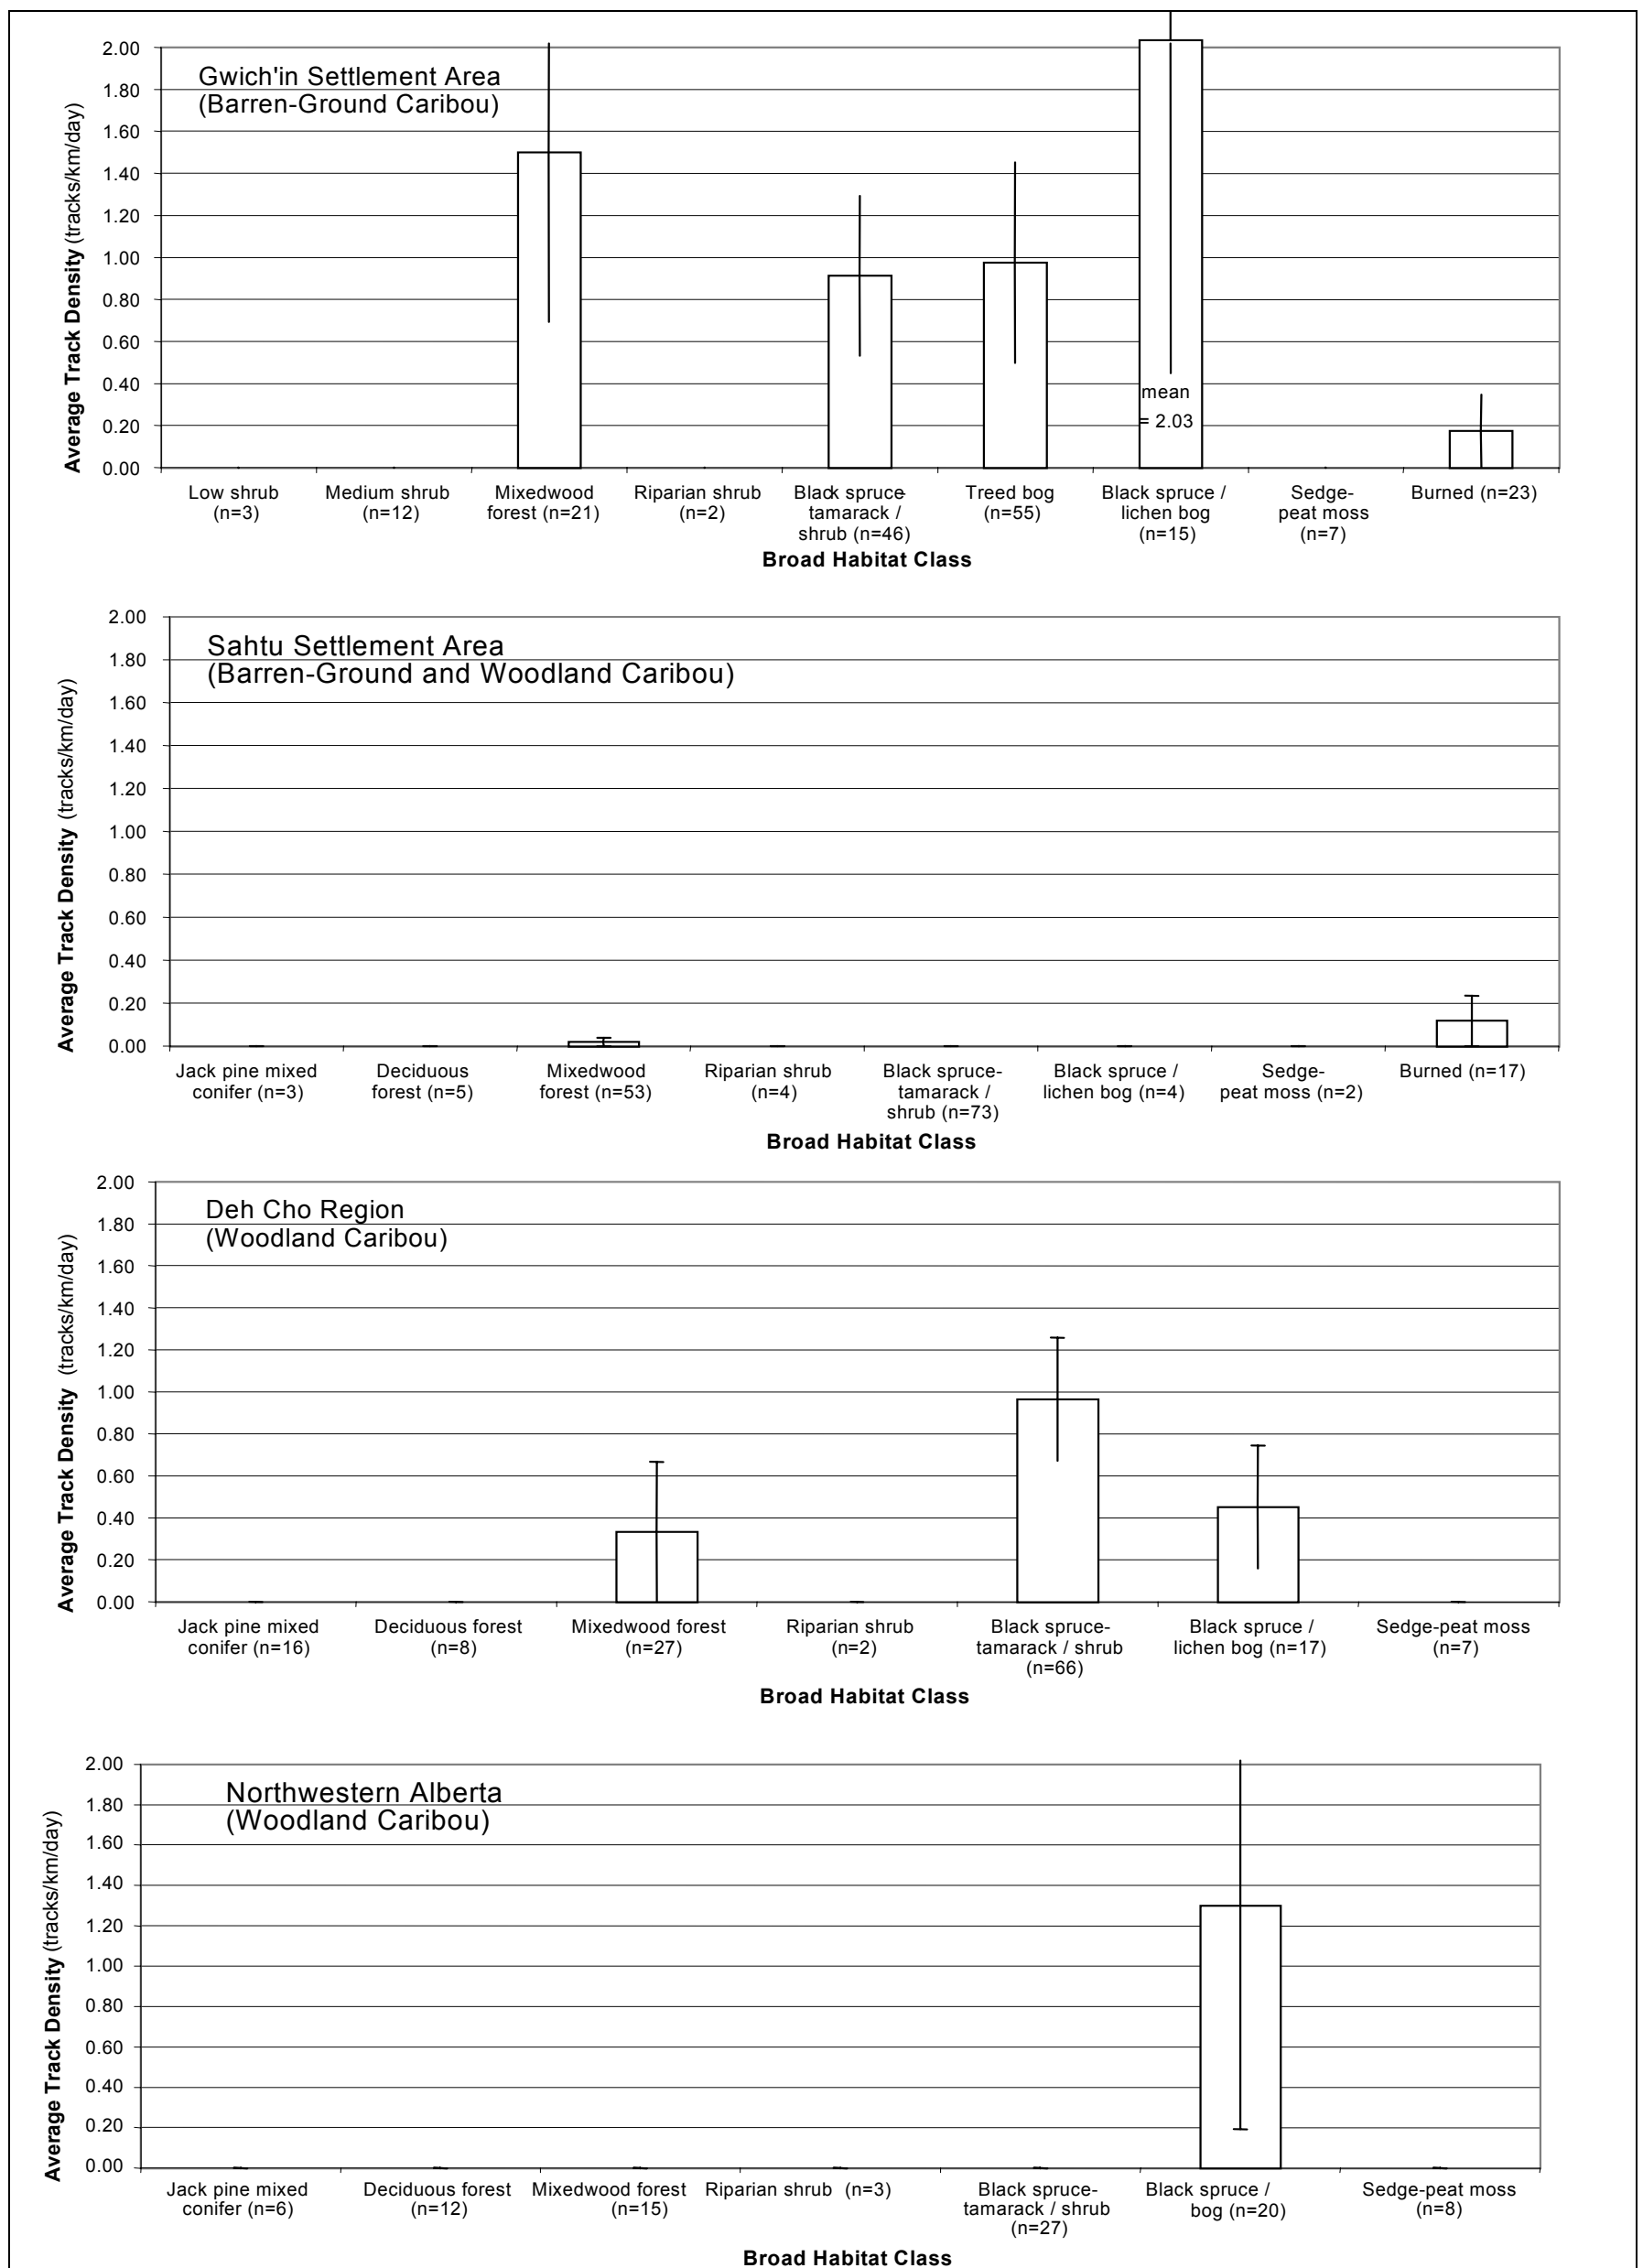 Gwich'in Settlement Area
(Barren-Ground Caribou)
Average Track Density (tracks/km/day)
2.00
1.80
1.60
1.40
1.20
1.00
0.80
0.60
0.40
0.20
0.00
mean
= 2.03
Low shrub
(n=3)
Medium shrub
(n=12)
Mixedwood
forest (n=21)
Riparian shrub
(n=2)
Black spruce-
tamarack /
shrub (n=46)
Treed bog
(n=55)
Black spruce /
lichen bog
(n=15)
Sedge-
peat moss
(n=7)
Burned (n=23)
Broad Habitat Class
Sahtu Settlement Area
(Barren-Ground and Woodland Caribou)
Average Track Density (tracks/km/day)
2.00
1.80
1.60
1.40
1.20
1.00
0.80
0.60
0.40
0.20
0.00
Jack pine mixed
conifer (n=3)
Deciduous
forest (n=5)
Mixedwood
forest (n=53)
Riparian shrub
(n=4)
Black spruce-
tamarack /
shrub (n=73)
Black spruce /
lichen bog (n=4)
Sedge-
peat moss (n=2)
Burned (n=17)
Broad Habitat Class
Deh Cho Region
(Woodland Caribou)
Average Track Density (tracks/km/day)
2.00
1.80
1.60
1.40
1.20
1.00
0.80
0.60
0.40
0.20
0.00
Jack pine mixed
conifer (n=16)
Deciduous forest
(n=8)
Mixedwood forest
(n=27)
Riparian shrub
(n=2)
Black spruce-
tamarack / shrub
(n=66)
Black spruce /
lichen bog (n=17)
Sedge-peat moss
(n=7)
Broad Habitat Class
Northwestern Alberta
(Woodland Caribou)
Average Track Density (tracks/km/day)
2.00
1.80
1.60
1.40
1.20
1.00
0.80
0.60
0.40
0.20
0.00
Jack pine mixed
conifer (n=6)
Deciduous forest
(n=12)
Mixedwood forest
(n=15)
Riparian shrub (n=3)
Black spruce-
tamarack / shrub
(n=27)
Black spruce /
bog (n=20)
Sedge-peat moss
(n=8)
Broad Habitat Class